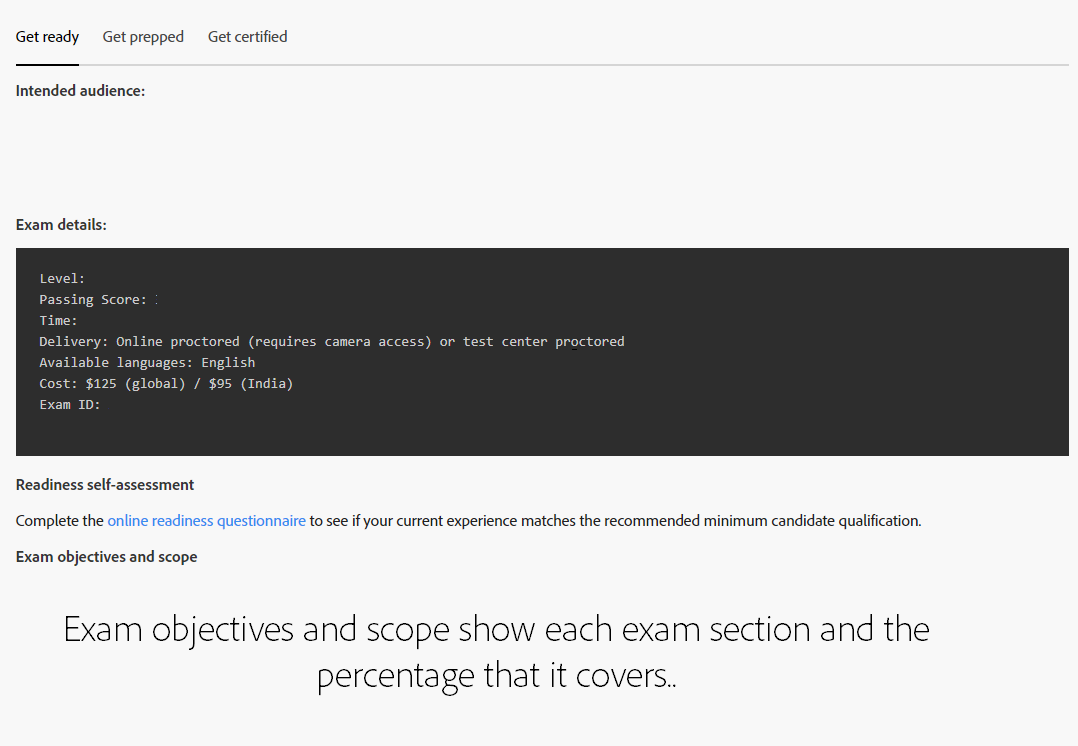 Get ready Get prepped Get certified
Intended audience:
Exam details:
Level:
Passing Score:
Time:
Delivery: Online proctored (requires camera access) or test center proctored
Available languages: English
Cost: $125 (global) / $95 (India)
Exam ID:
Readiness self-assessment
Complete the online readiness questionnaire to see if your current experience matches the recommended minimum candidate qualification.
Exam objectives and scope
Exam objectives and scope show each exam section and the
percentage that it covers..